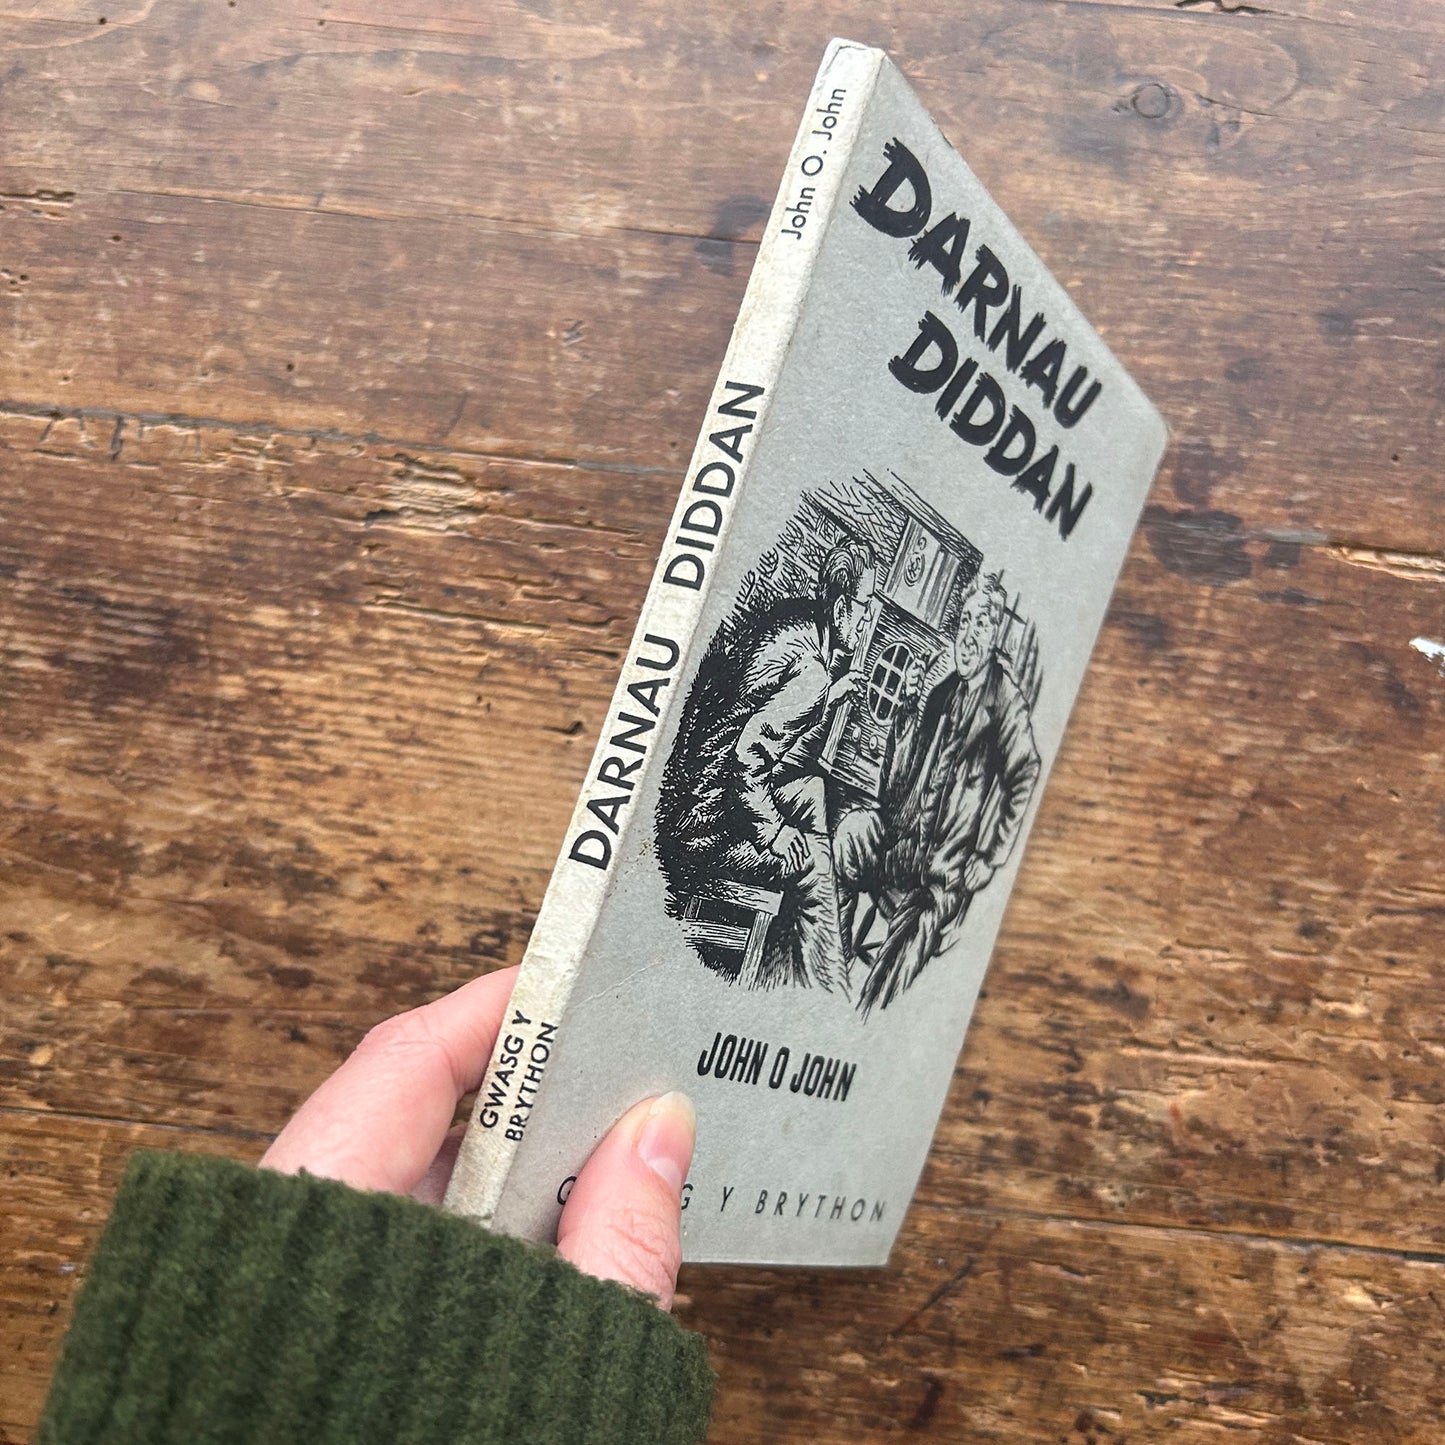 John O. John
DARNAU DIDDAN
GWASG Y
BRYTHON
DARNAU
DIDDAN
JOHN O JOHN
G Y BRYTHON